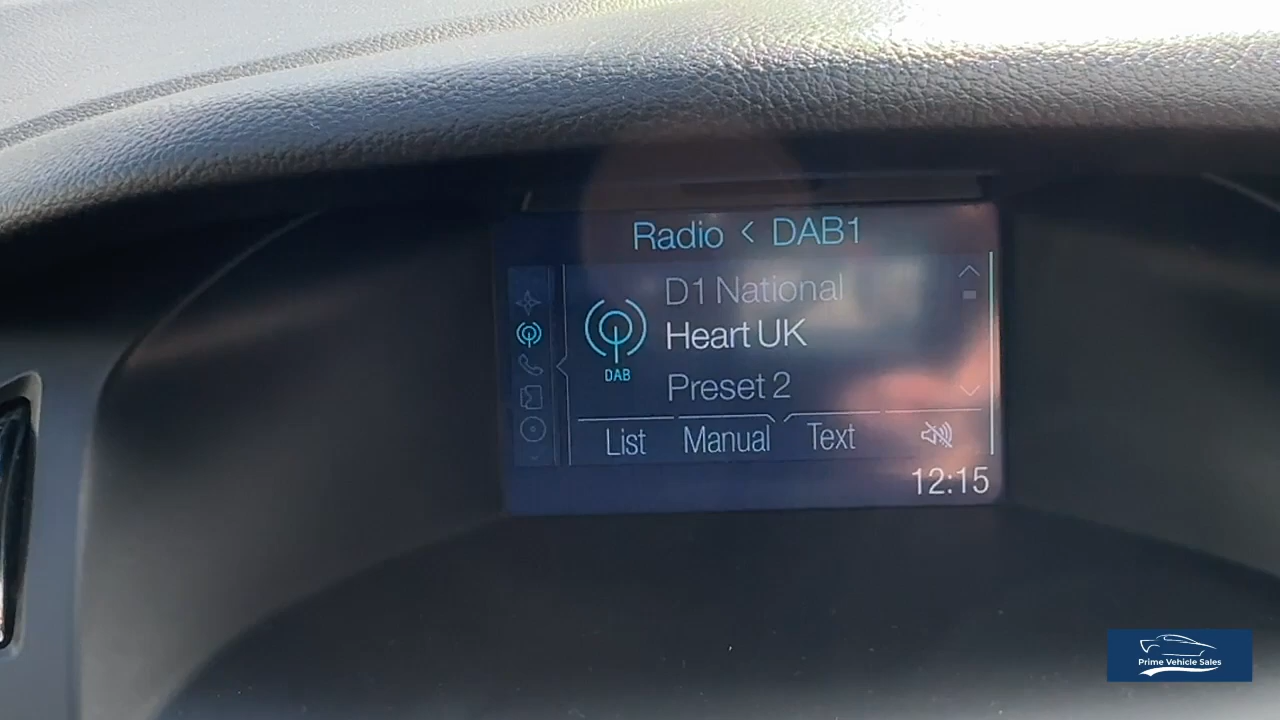 Radio < DAB1
D1 National
Heart UK
DAB
Preset 2
List Manual Text
12:15
Prime Vehicle Sales